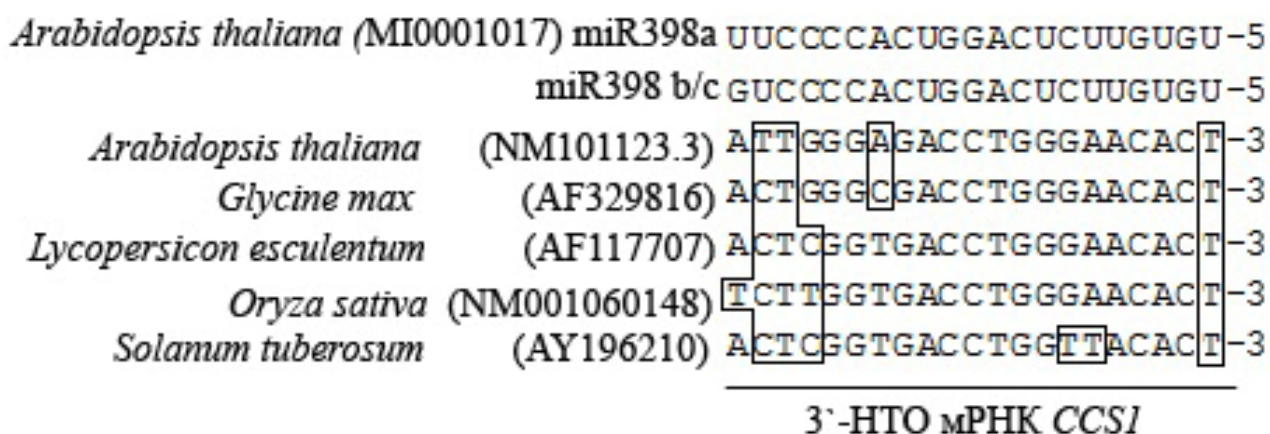 Arabidopsis thaliana (MI0001017) miR398a UUCCCCACUGGACUCUUGUGU-5
miR398 b/c GUCCCCACUGGACUCUUGUGU-5
Arabidopsis thaliana (NM101123.3) ATTGGGAGACCTGGGAACACT-3
Glycine max (AF329816) ACTGGGCGACCTGGGAACACT-3
Lycopersicon esculentum (AF117707) ACTCGGTGACCTGGGAACACT-3
Oryza sativa (NM001060148) TCTTGGTGACCTGGGAACACT-3
Solanum tuberosum (AY196210) ACTCGGTGACCTGGTTACACT-3
3`-НТО мРНК CCS1